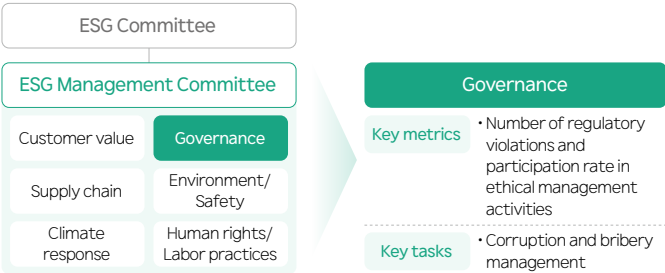 ESG Committee
ESG Management Committee
Customer value
Governance
Supply chain
Environment/
Safety
Climate
response
Human rights/
Labor practices
Governance
Key metrics
• Number of regulatory
violations and
participation rate in
ethical management
activities
Key tasks
• Corruption and bribery
management